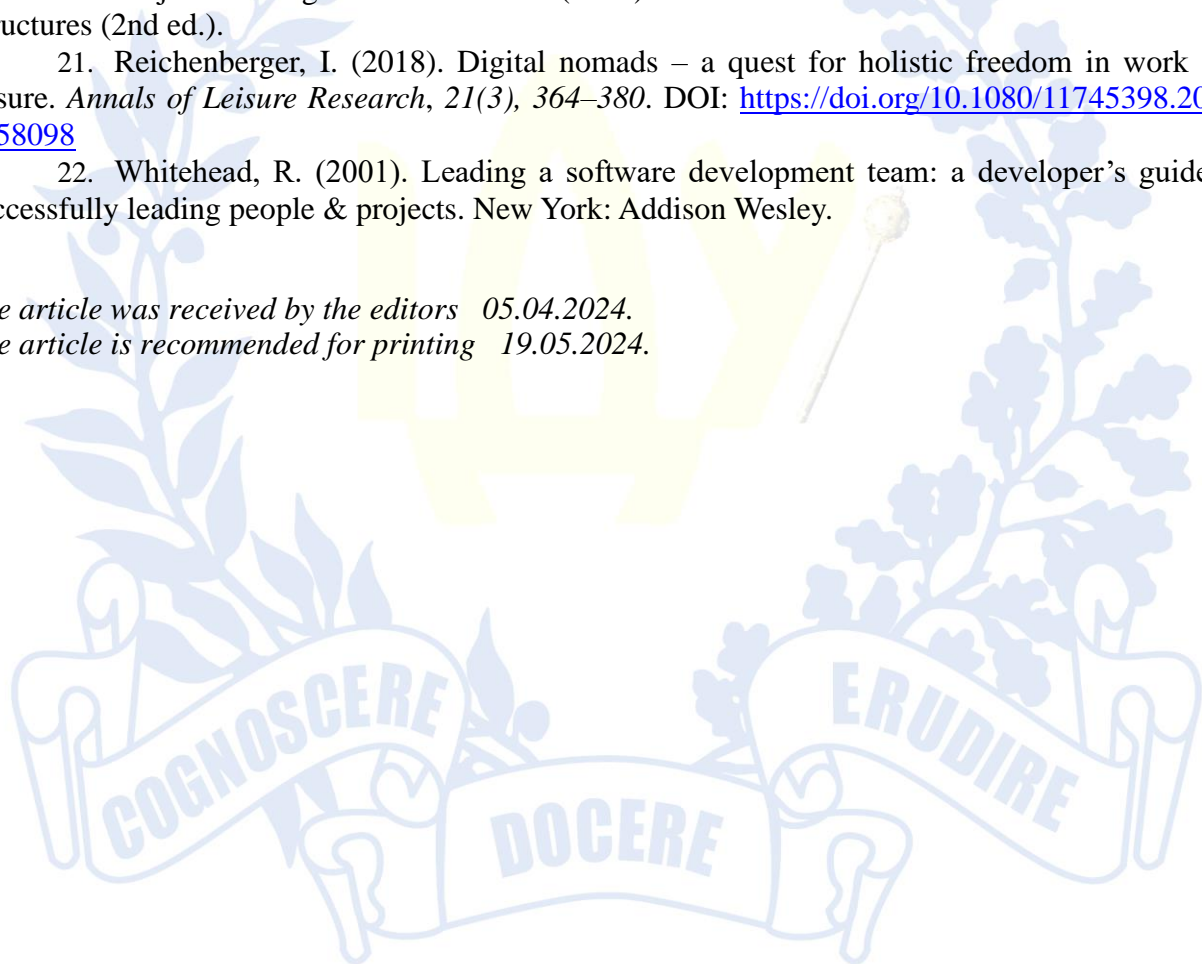 ructures (2nd ed.).
21. Reichenberger, I. (2018). Digital nomads – a quest for holistic freedom in work
sure. Annals of Leisure Research, 21(3), 364–380. DOI: https://doi.org/10.1080/11745398.20
58098
22. Whitehead, R. (2001). Leading a software development team: a developer’s guide
ccessfully leading people & projects. New York: Addison Wesley.
e article was received by the editors 05.04.2024.
e article is recommended for printing 19.05.2024.
ІДУ
COGNOSCERE
DOCERE
ERUDIRE